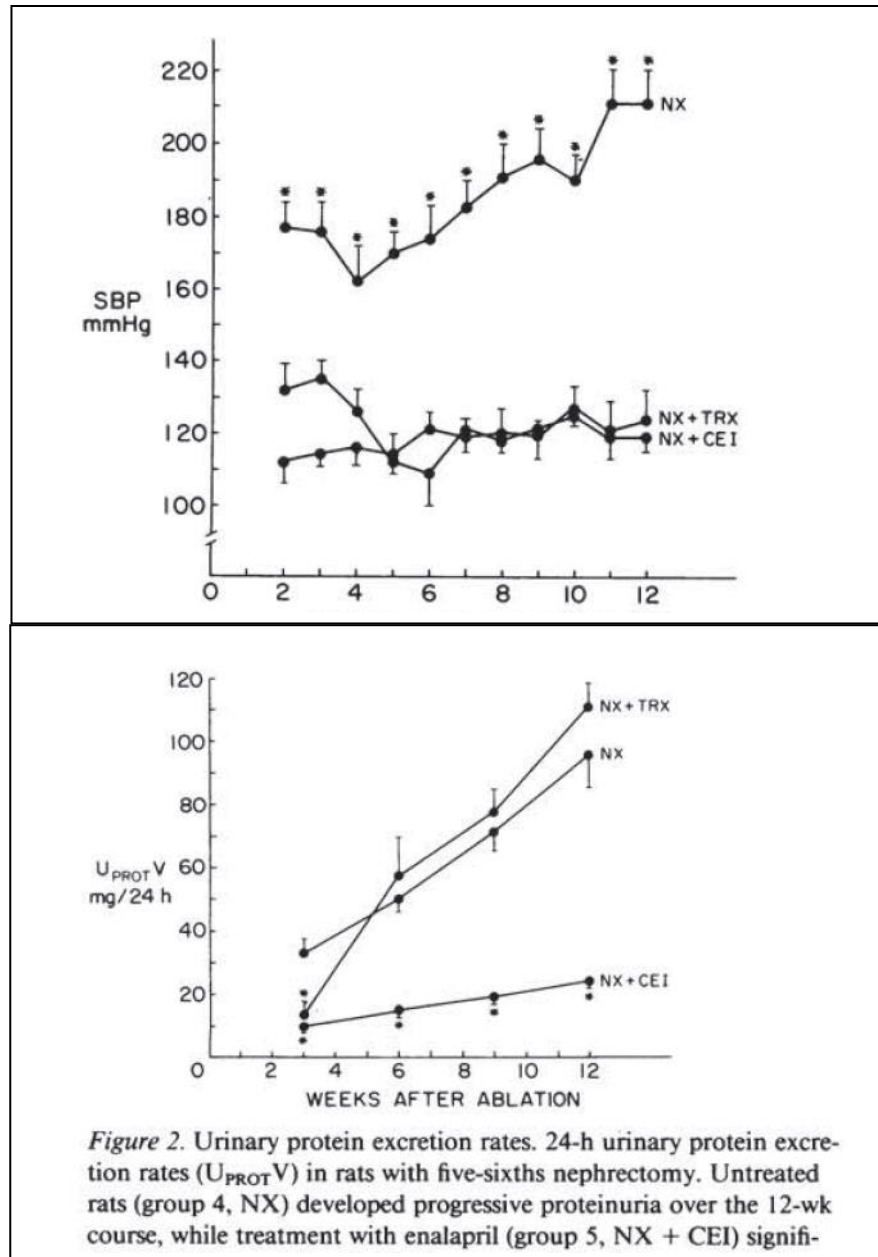 220
200
180
160
140
120
100
SBP
mmHg
* * * * * * * * * * *
NX
NX + TRX
NX + CEI
0 2 4 6 8 10 12
120
100
80
60
40
20
0
U_PROT V
mg/24 h
NX + TRX
NX
NX + CEI
* * * * *
2 4 6 8 10 12
WEEKS AFTER ABLATION
Figure 2. Urinary protein excretion rates. 24-h urinary protein excre-
tion rates (U_PROT V) in rats with five-sixths nephrectomy. Untreated
rats (group 4, NX) developed progressive proteinuria over the 12-wk
course, while treatment with enalapril (group 5, NX + CEI) signifi-